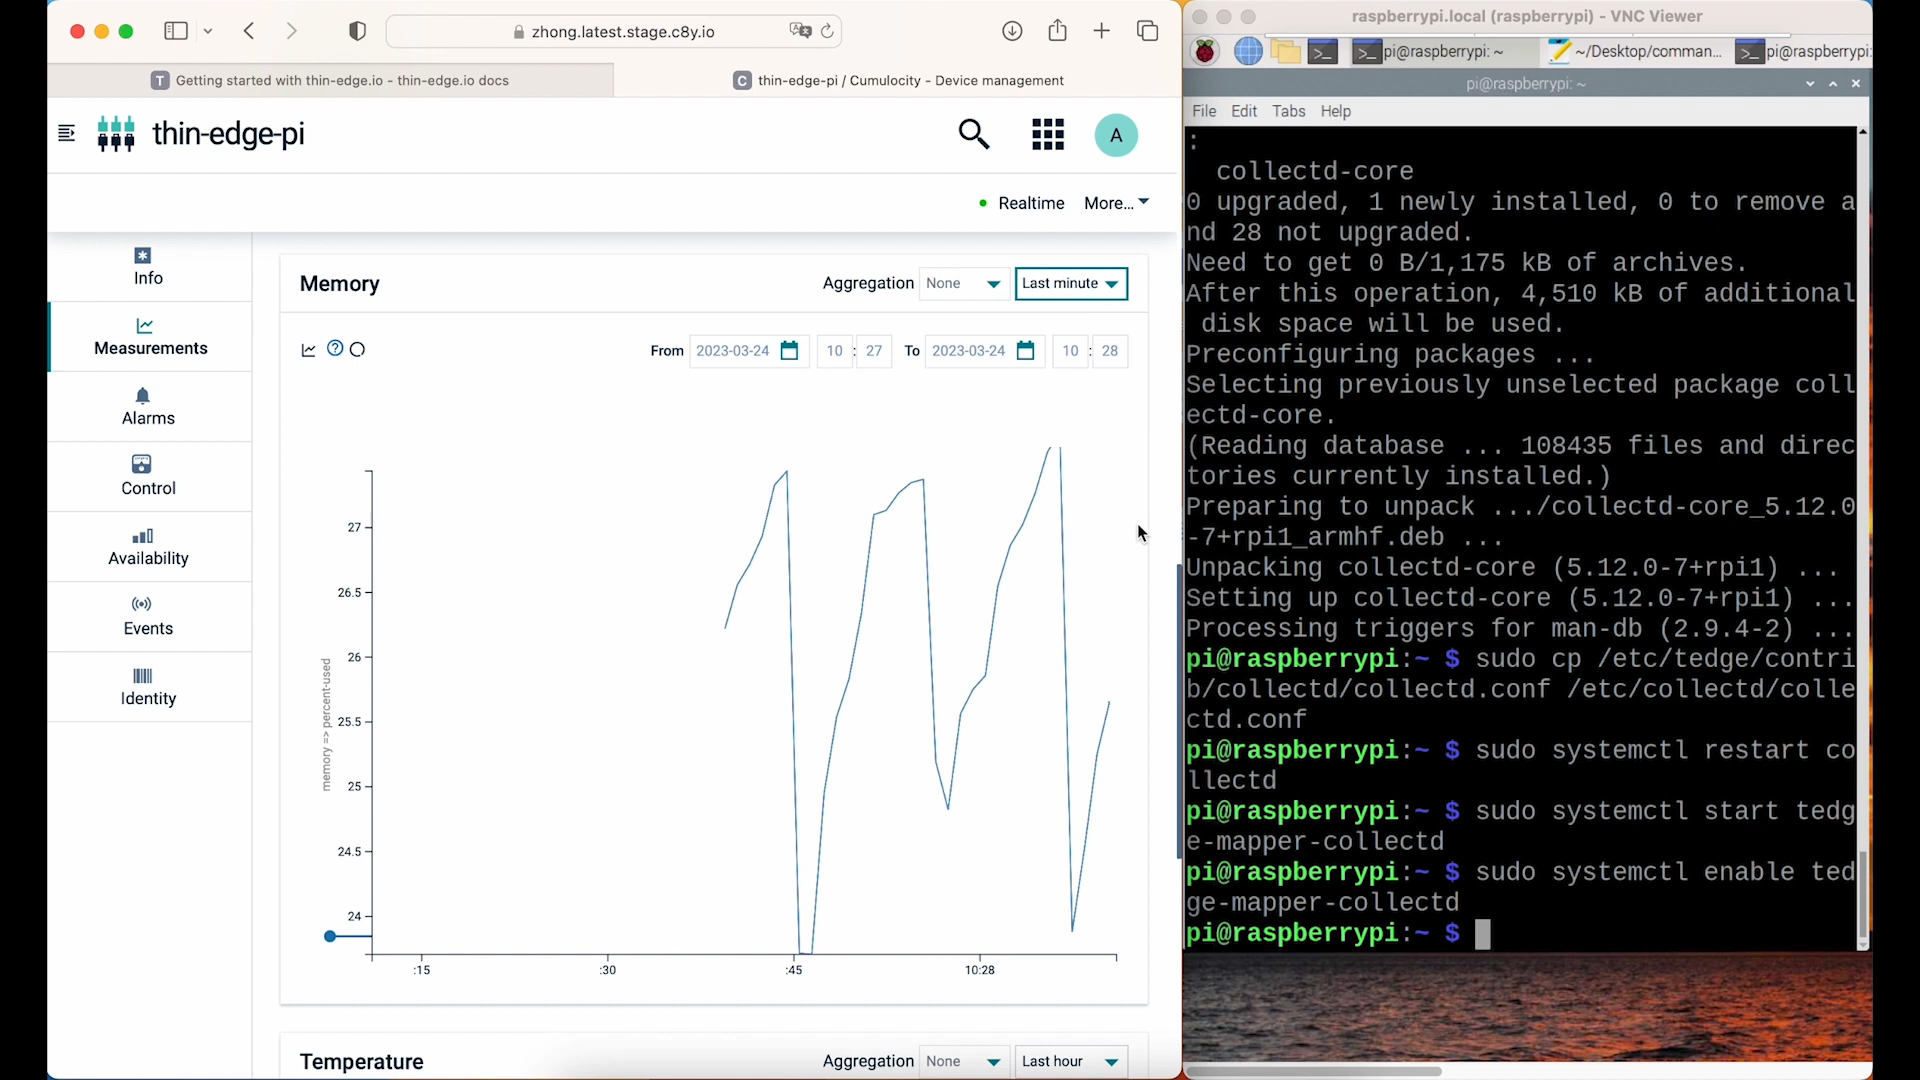 zhong.latest.stage.c8y.io
T Getting started with thin-edge.io - thin-edge.io docs
C thin-edge-pi / Cumulocity - Device management
thin-edge-pi
A
Realtime More...
Info
Measurements
Alarms
Control
Availability
Events
Identity
Memory
Aggregation None Last minute
From 2023-03-24 10 : 27 To 2023-03-24 10 : 28
memory => percent-used
27
26.5
26
25.5
25
24.5
24
:15 :30 :45 10:28
Temperature
Aggregation None Last hour
raspberrypi.local (raspberrypi) - VNC Viewer
pi@raspberrypi: ~ ~/Desktop/comman... pi@raspberrypi:
pi@raspberrypi: ~
File Edit Tabs Help
:
collectd-core
0 upgraded, 1 newly installed, 0 to remove a
nd 28 not upgraded.
Need to get 0 B/1,175 kB of archives.
After this operation, 4,510 kB of additional
disk space will be used.
Preconfiguring packages ...
Selecting previously unselected package coll
ectd-core.
(Reading database ... 108435 files and direc
tories currently installed.)
Preparing to unpack .../collectd-core_5.12.0
-7+rpi1_armhf.deb ...
Unpacking collectd-core (5.12.0-7+rpi1) ...
Setting up collectd-core (5.12.0-7+rpi1) ...
Processing triggers for man-db (2.9.4-2) ...
pi@raspberrypi:~ $ sudo cp /etc/tedge/contri
b/collectd/collectd.conf /etc/collectd/colle
ctd.conf
pi@raspberrypi:~ $ sudo systemctl restart co
llectd
pi@raspberrypi:~ $ sudo systemctl start tedg
e-mapper-collectd
pi@raspberrypi:~ $ sudo systemctl enable ted
ge-mapper-collectd
pi@raspberrypi:~ $